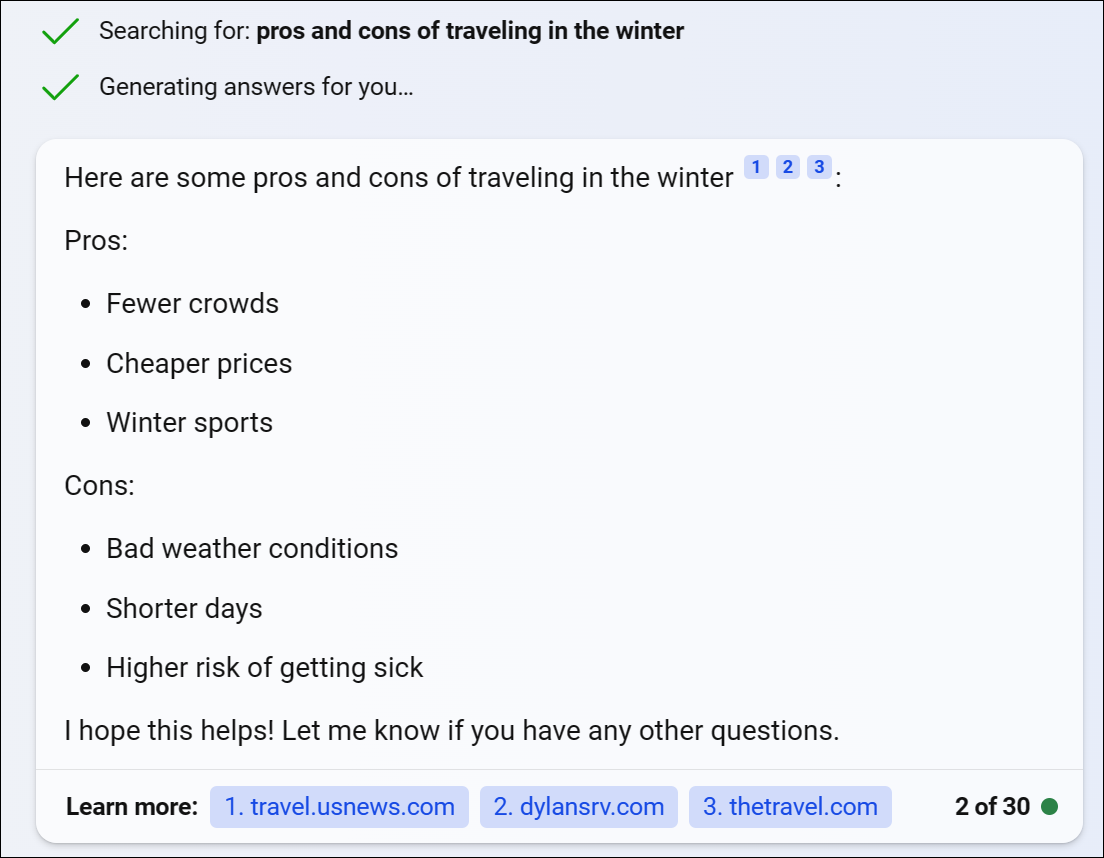 Searching for: pros and cons of traveling in the winter
Generating answers for you...
Here are some pros and cons of traveling in the winter 1 2 3 :
Pros:
• Fewer crowds
• Cheaper prices
• Winter sports
Cons:
• Bad weather conditions
• Shorter days
• Higher risk of getting sick
I hope this helps! Let me know if you have any other questions.
Learn more: 1. travel.usnews.com 2. dylansrv.com 3. thetravel.com 2 of 30